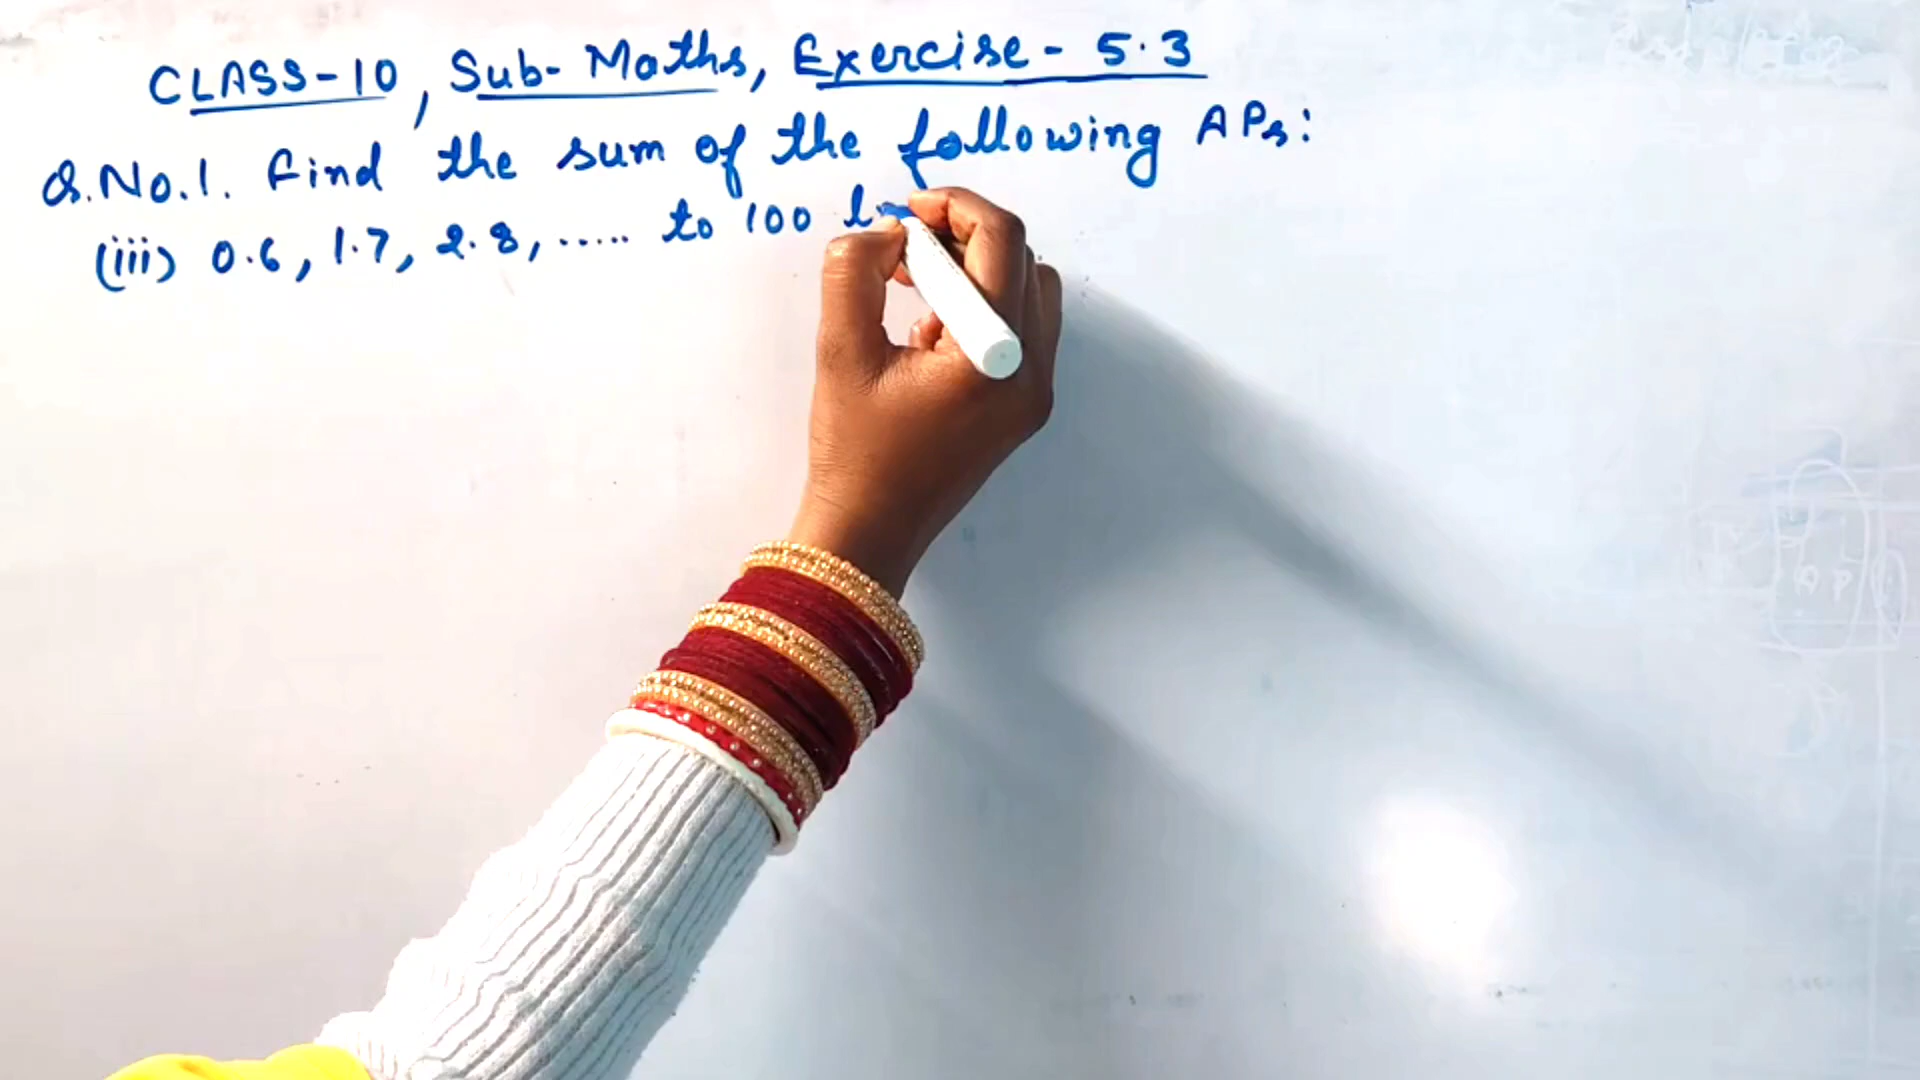 CLASS-10, Sub- Maths, Exercise - 5.3
Q.No.1. Find the sum of the following APs:
(iii) 0.6, 1.7, 2.8, ..... to 100